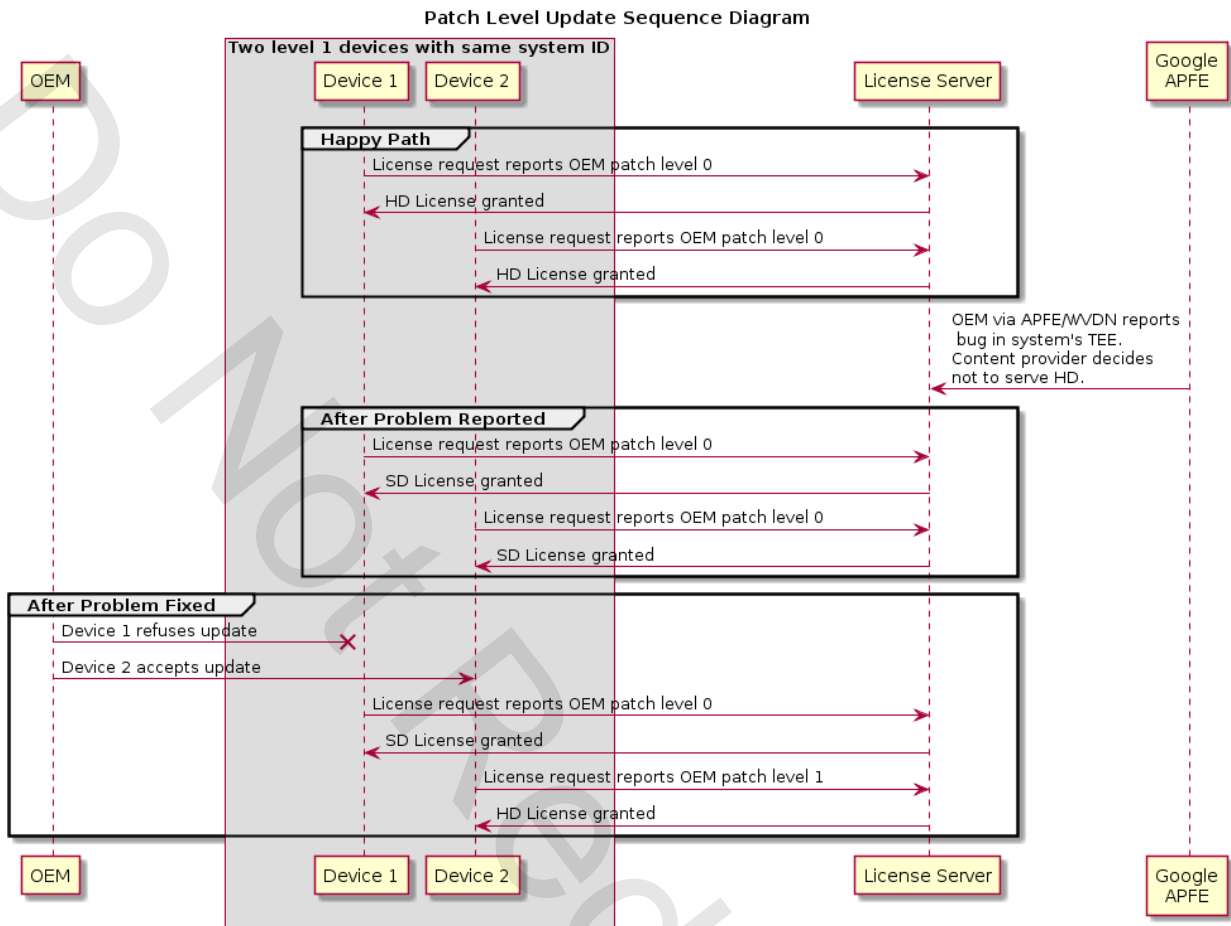 Patch Level Update Sequence Diagram
Two level 1 devices with same system ID
OEM
Device 1
Device 2
License Server
Google
APFE
Happy Path
License request reports OEM patch level 0
HD License granted
License request reports OEM patch level 0
HD License granted
OEM via APFE/WVDN reports
bug in system's TEE.
Content provider decides
not to serve HD.
After Problem Reported
License request reports OEM patch level 0
SD License granted
License request reports OEM patch level 0
SD License granted
After Problem Fixed
Device 1 refuses update
Device 2 accepts update
License request reports OEM patch level 0
SD License granted
License request reports OEM patch level 1
HD License granted
OEM
Device 1
Device 2
License Server
Google
APFE
Do Not Red